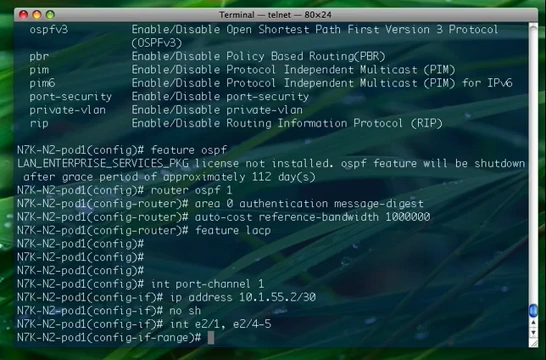 Terminal — telnet — 80×24
ospfv3 Enable/Disable Open Shortest Path First Version 3 Protocol
(OSPFv3)
pbr Enable/Disable Policy Based Routing(PBR)
pim Enable/Disable Protocol Independent Multicast (PIM)
pim6 Enable/Disable Protocol Independent Multicast (PIM) for IPv6
port-security Enable/Disable port-security
private-vlan Enable/Disable private-vlan
rip Enable/Disable Routing Information Protocol (RIP)
N7K-N2-pod1(config)# feature ospf
LAN_ENTERPRISE_SERVICES_PKG license not installed. ospf feature will be shutdown
after grace period of approximately 112 day(s)
N7K-N2-pod1(config)# router ospf 1
N7K-N2-pod1(config-router)# area 0 authentication message-digest
N7K-N2-pod1(config-router)# auto-cost reference-bandwidth 1000000
N7K-N2-pod1(config-router)# feature lacp
N7K-N2-pod1(config)#
N7K-N2-pod1(config)#
N7K-N2-pod1(config)#
N7K-N2-pod1(config)# int port-channel 1
N7K-N2-pod1(config-if)# ip address 10.1.55.2/30
N7K-N2-pod1(config-if)# no sh
N7K-N2-pod1(config-if)# int e2/1, e2/4-5
N7K-N2-pod1(config-if-range)#